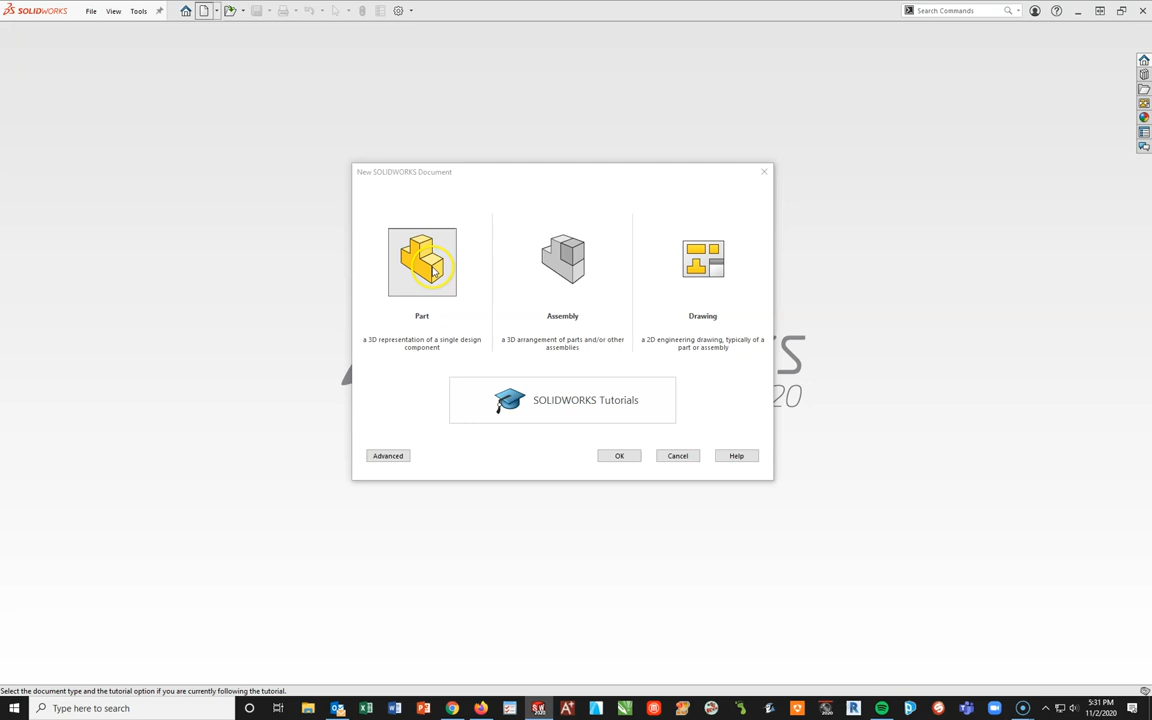 SOLIDWORKS File View Tools Search Commands
New SOLIDWORKS Document
Part Assembly Drawing
a 3D representation of a single design component
a 3D arrangement of parts and/or other assemblies
a 2D engineering drawing, typically of a part or assembly
SOLIDWORKS Tutorials
Advanced OK Cancel Help
Select the document type and the tutorial option if you are currently following the tutorial.
Type here to search
5:31 PM
11/2/2020